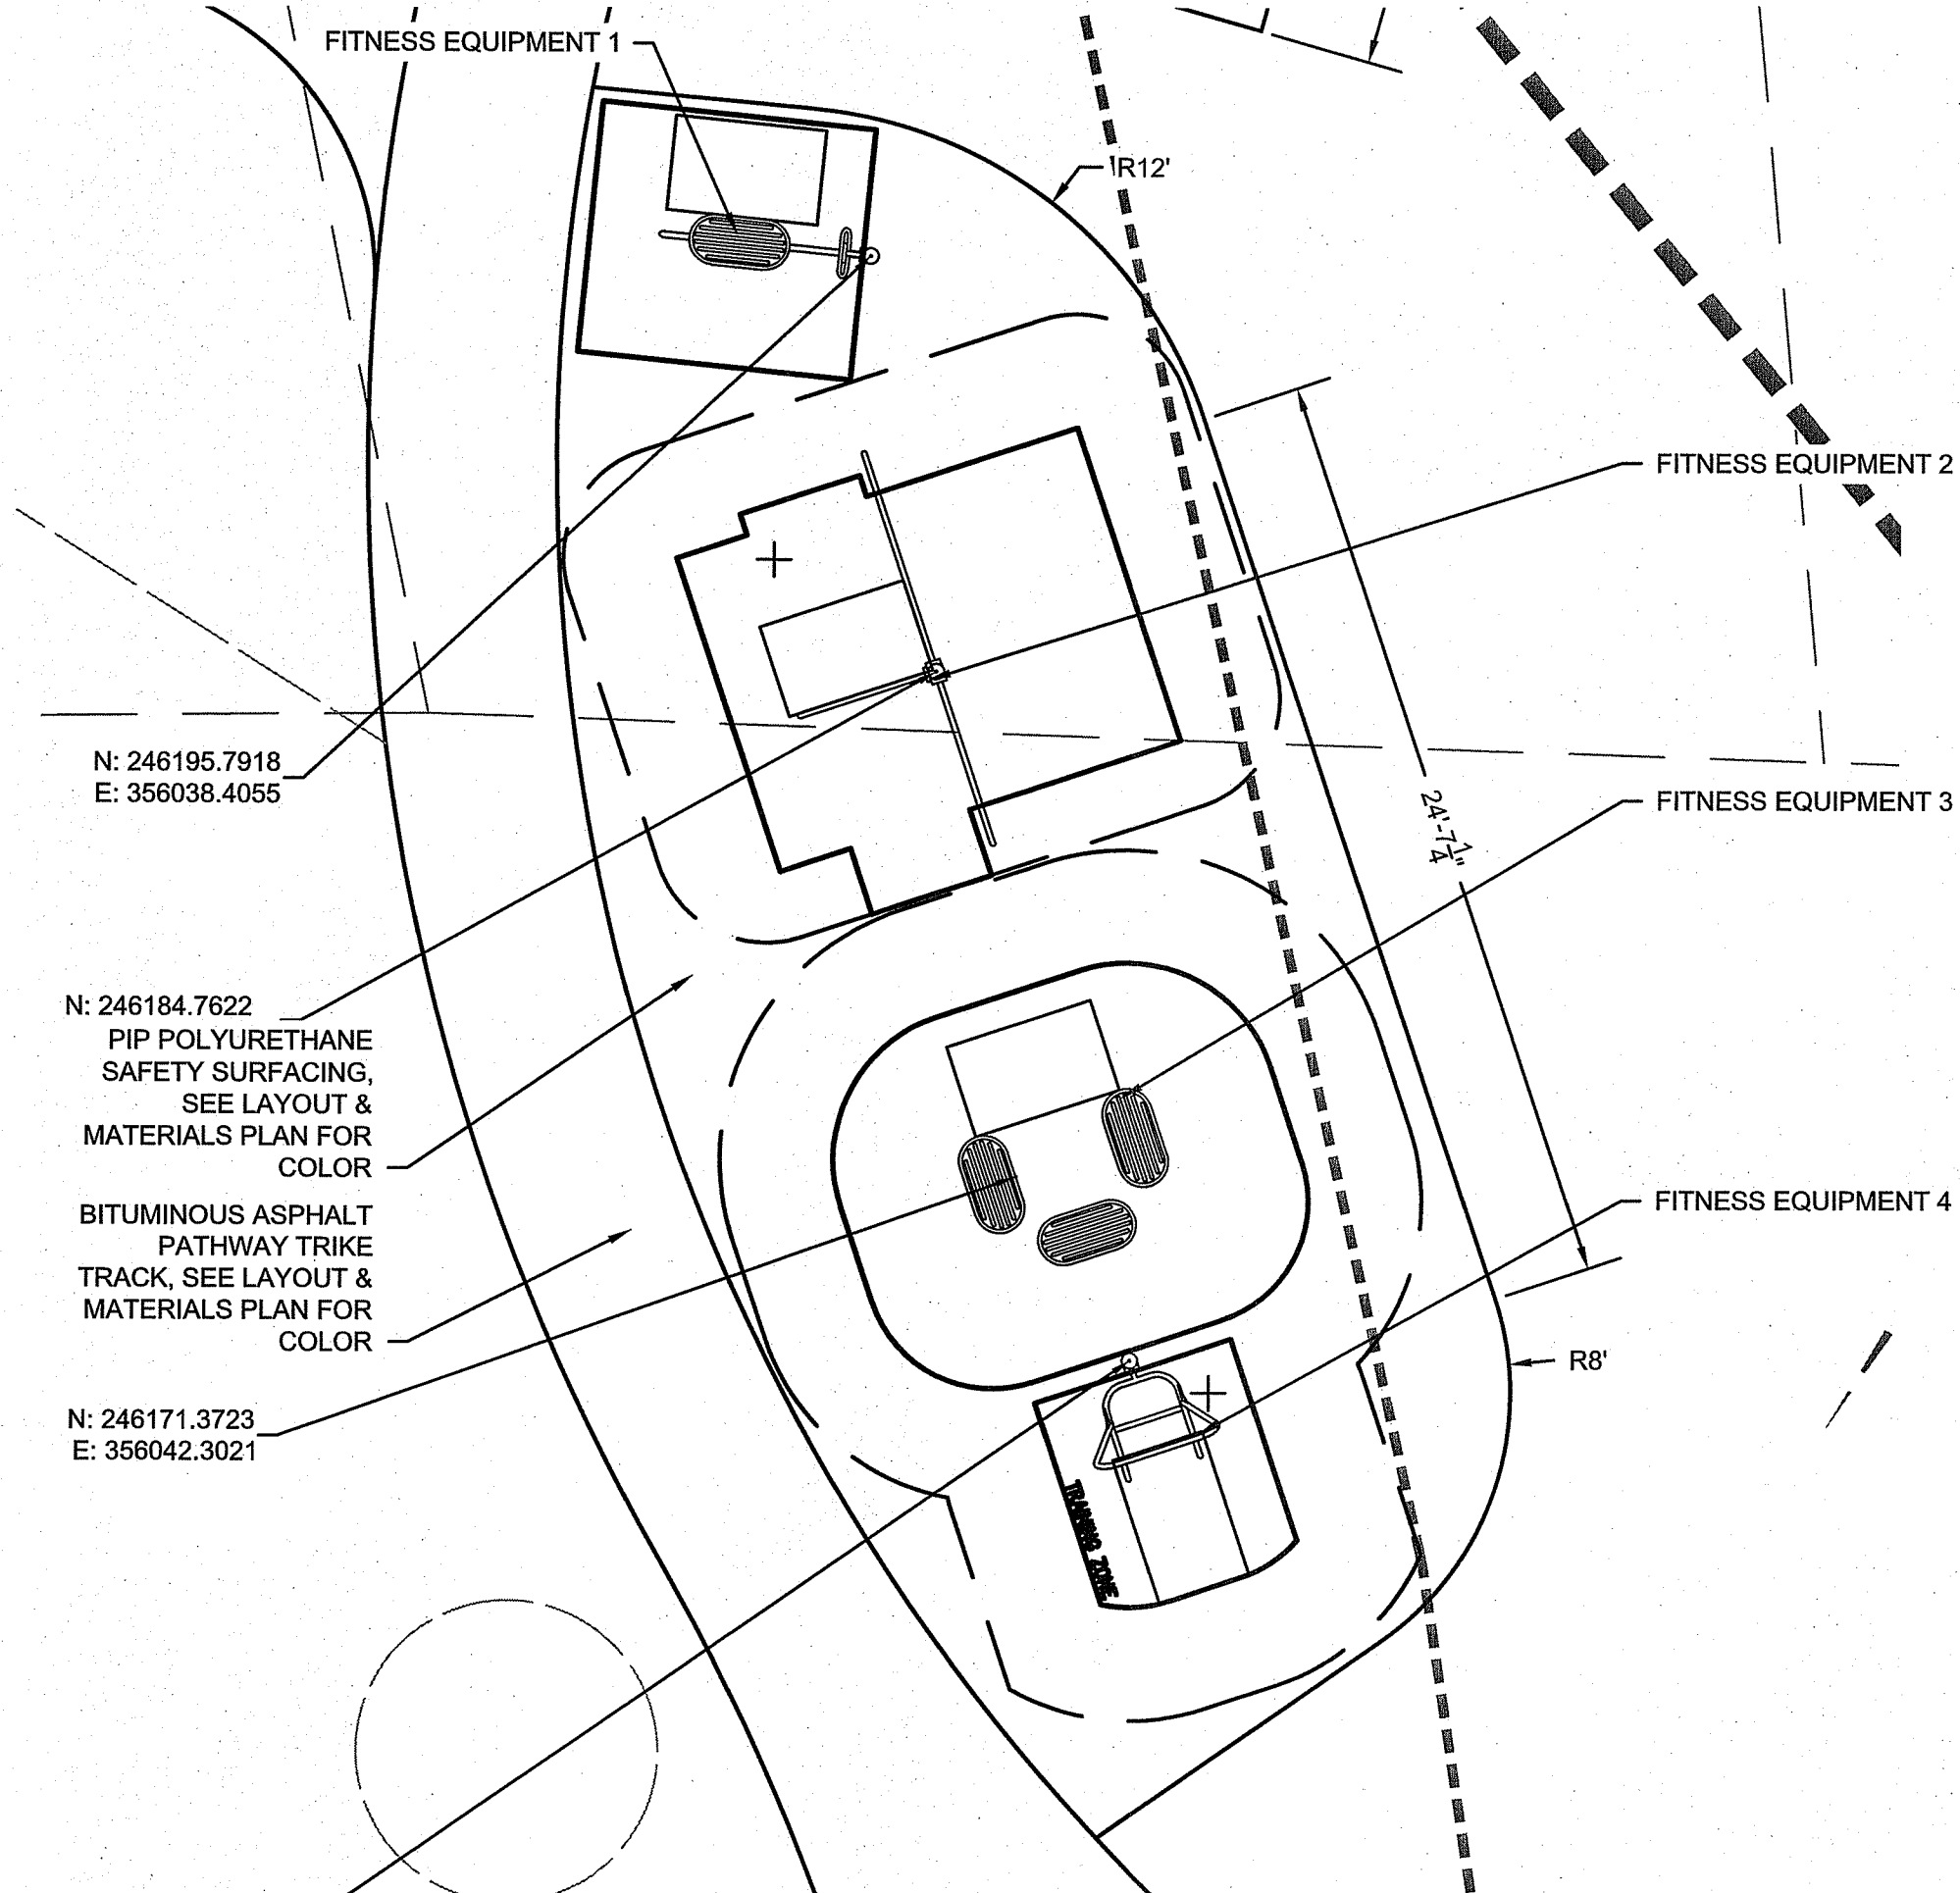 FITNESS EQUIPMENT 1
R12'
FITNESS EQUIPMENT 2
N: 246195.7918
E: 356038.4055
FITNESS EQUIPMENT 3
24'-7 1/4"
N: 246184.7622
PIP POLYURETHANE
SAFETY SURFACING,
SEE LAYOUT &
MATERIALS PLAN FOR
COLOR
FITNESS EQUIPMENT 4
BITUMINOUS ASPHALT
PATHWAY TRIKE
TRACK, SEE LAYOUT &
MATERIALS PLAN FOR
COLOR
R8'
N: 246171.3723
E: 356042.3021
TRAINING ZONE